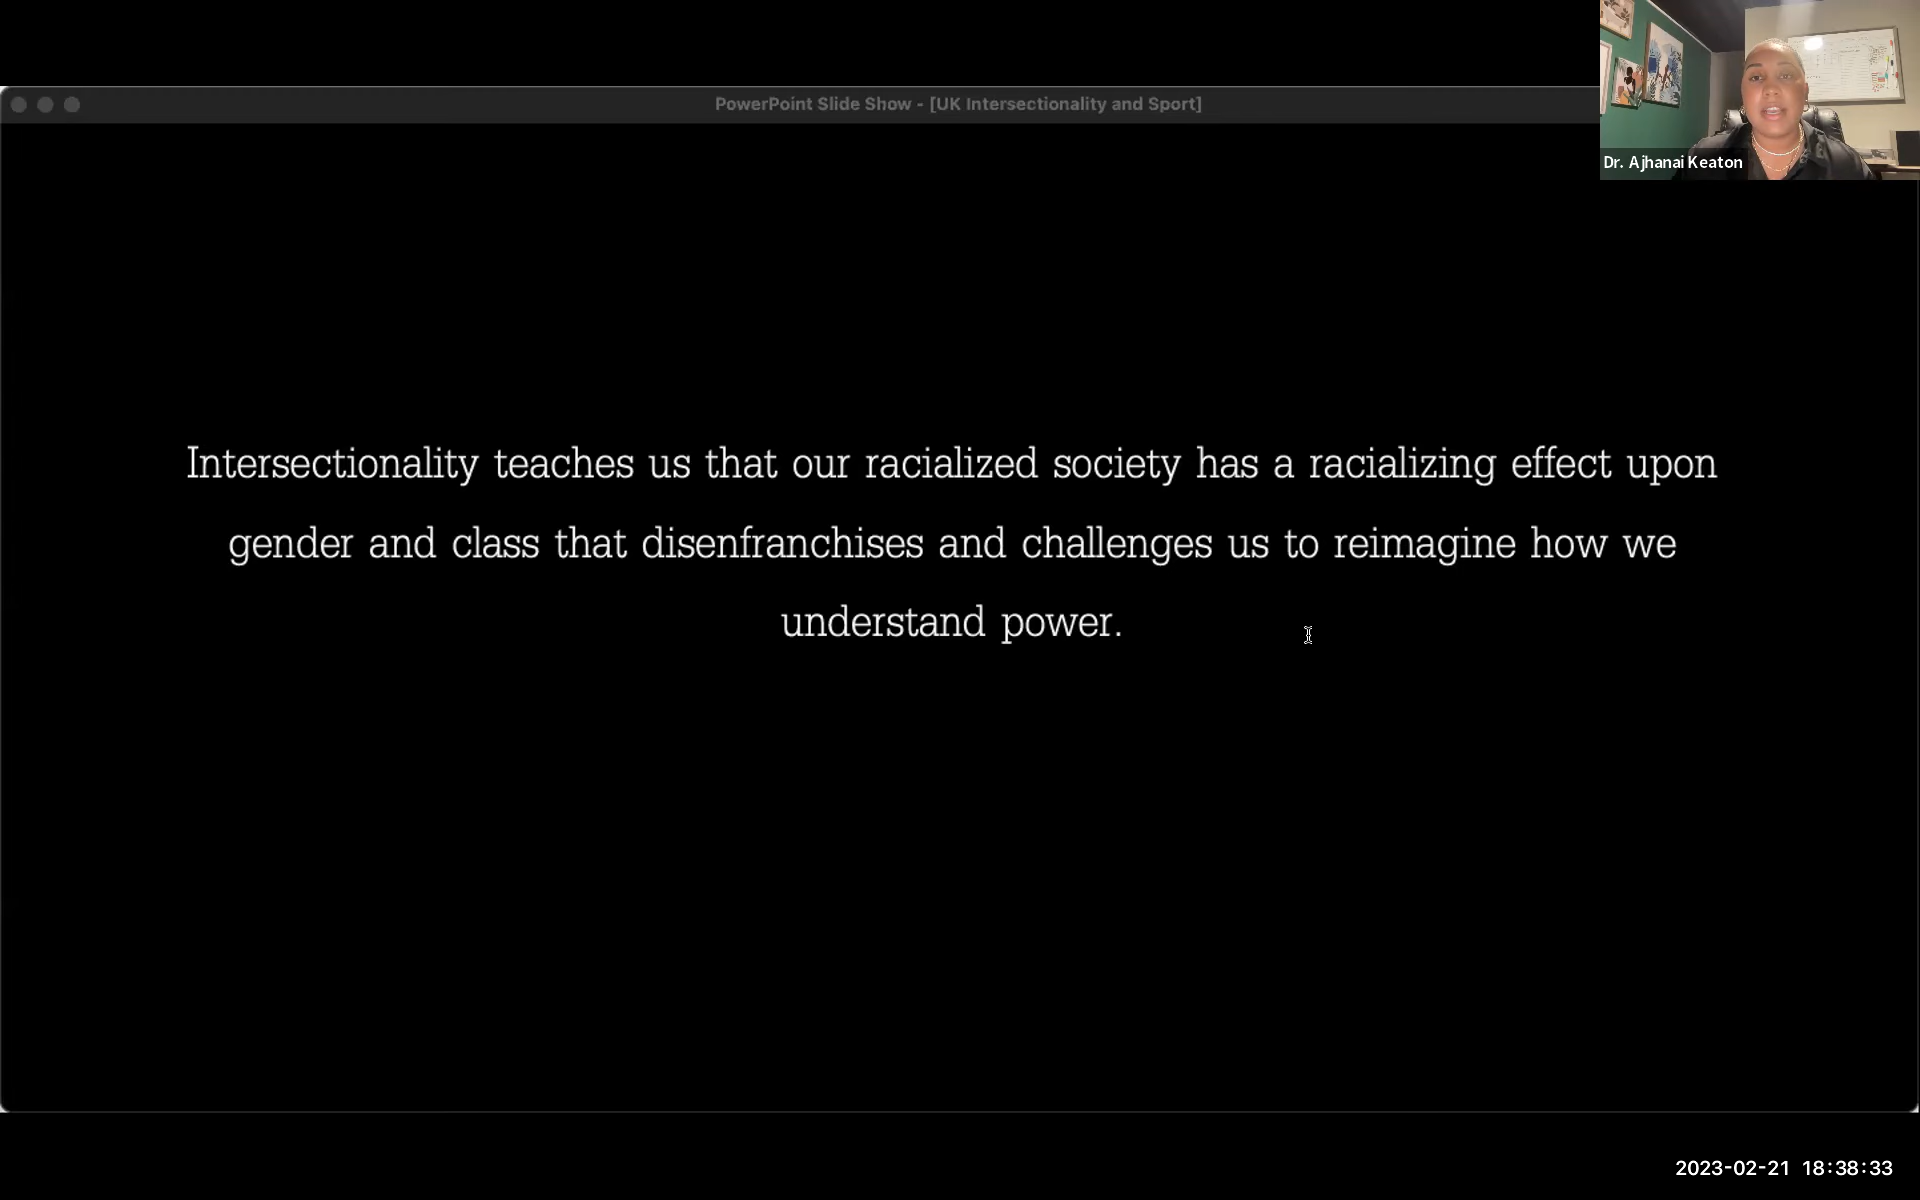 PowerPoint Slide Show - [UK Intersectionality and Sport]
Dr. Ajhanai Keaton
Intersectionality teaches us that our racialized society has a racializing effect upon
gender and class that disenfranchises and challenges us to reimagine how we
understand power.
2023-02-21 18:38:33